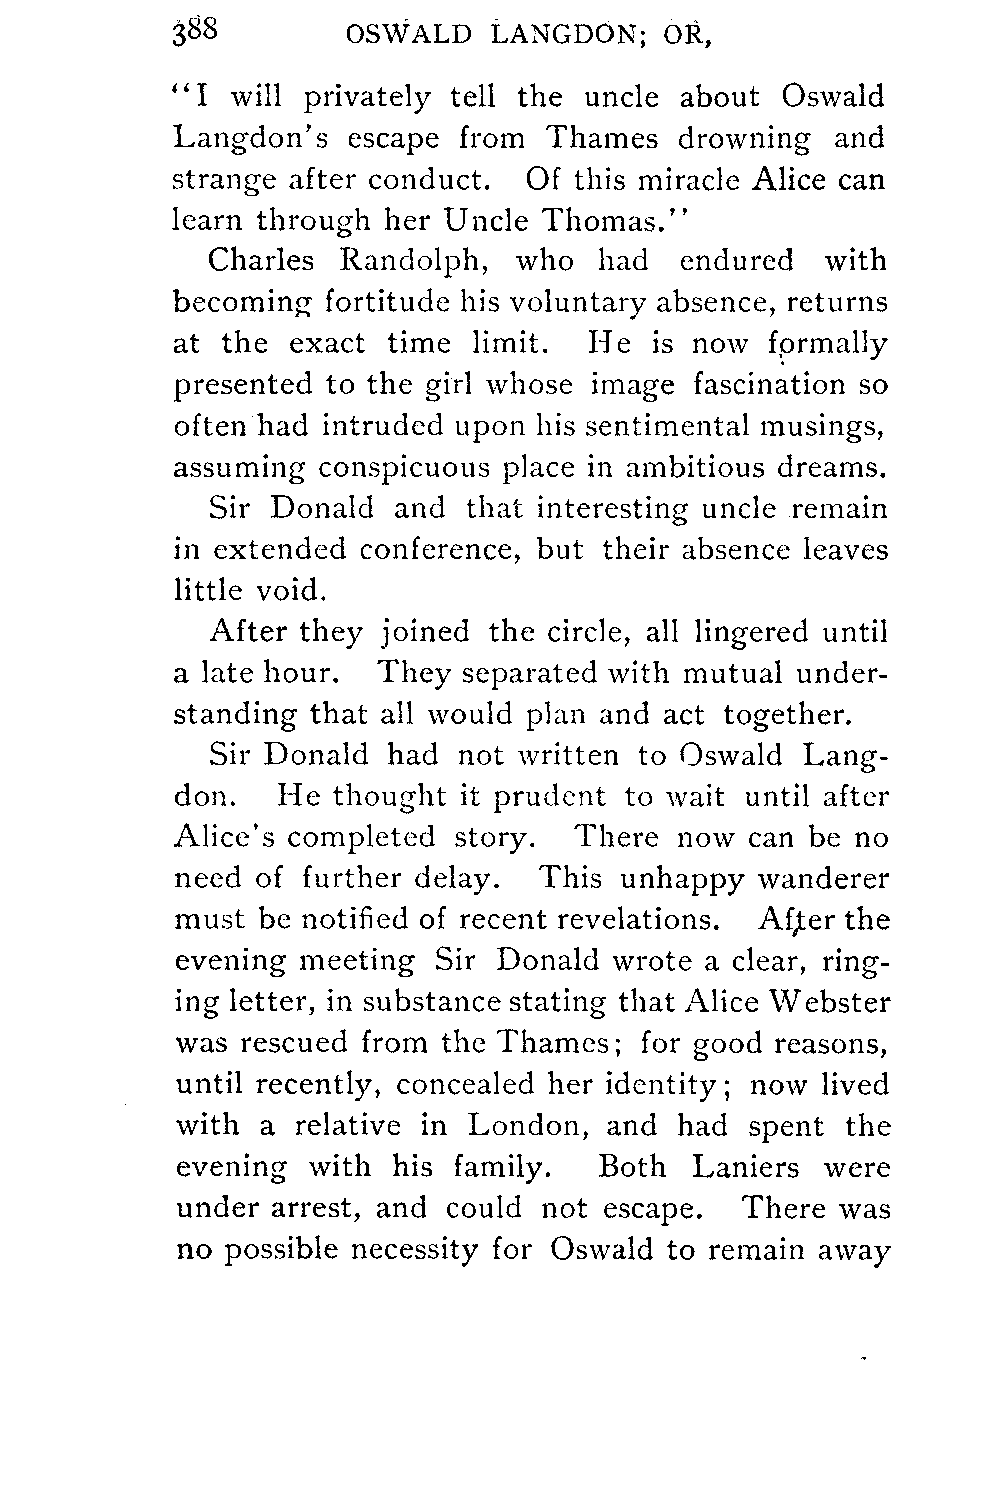 388 OSWALD LANGDON; OR,
“I will privately tell the uncle about Oswald
Langdon's escape from Thames drowning and
strange after conduct. Of this miracle Alice can
learn through her Uncle Thomas.”
Charles Randolph, who had endured with
becoming fortitude his voluntary absence, returns
at the exact time limit. He is now formally
presented to the girl whose image fascination so
often had intruded upon his sentimental musings,
assuming conspicuous place in ambitious dreams.
Sir Donald and that interesting uncle remain
in extended conference, but their absence leaves
little void.
After they joined the circle, all lingered until
a late hour. They separated with mutual under-
standing that all would plan and act together.
Sir Donald had not written to Oswald Lang-
don. He thought it prudent to wait until after
Alice's completed story. There now can be no
need of further delay. This unhappy wanderer
must be notified of recent revelations. After the
evening meeting Sir Donald wrote a clear, ring-
ing letter, in substance stating that Alice Webster
was rescued from the Thames; for good reasons,
until recently, concealed her identity; now lived
with a relative in London, and had spent the
evening with his family. Both Laniers were
under arrest, and could not escape. There was
no possible necessity for Oswald to remain away